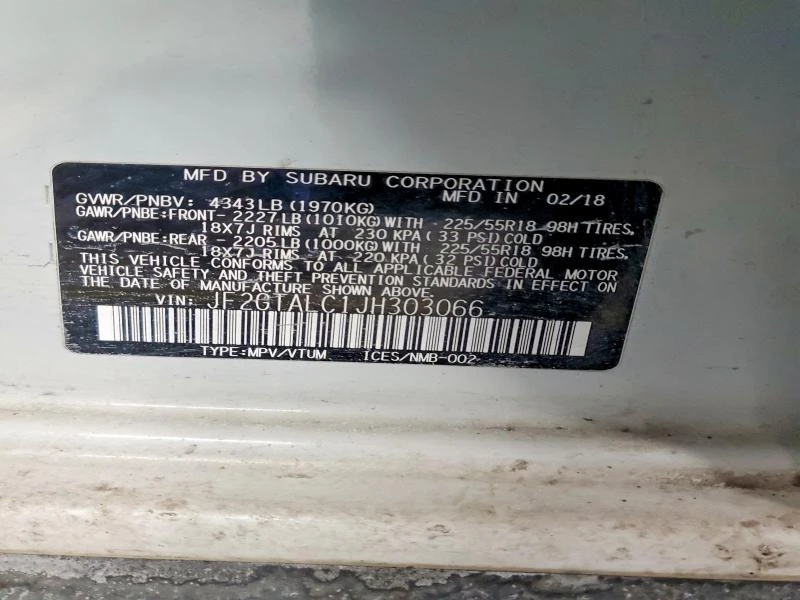 MFD BY SUBARU CORPORATION
MFD IN 02/18
GVWR/PNBV: 4343LB (1970KG)
GAWR/PNBE:FRONT- 2227LB (1010KG) WITH - 225/55R18 98H TIRES,
18X7J RIMS AT 230 KPA ( 33 PSI) COLD
GAWR/PNBE:REAR - 2205LB (1000KG) WITH - 225/55R18 98H TIRES,
18X7J RIMS AT 220 KPA ( 32 PSI) COLD
THIS VEHICLE CONFORMS TO ALL APPLICABLE FEDERAL MOTOR
VEHICLE SAFETY AND THEFT PREVENTION STANDARDS IN EFFECT ON
THE DATE OF MANUFACTURE SHOWN ABOVE.
VIN: JF2GTALC1JH303066
TYPE:MPV/VTUM ICES/NMB-002